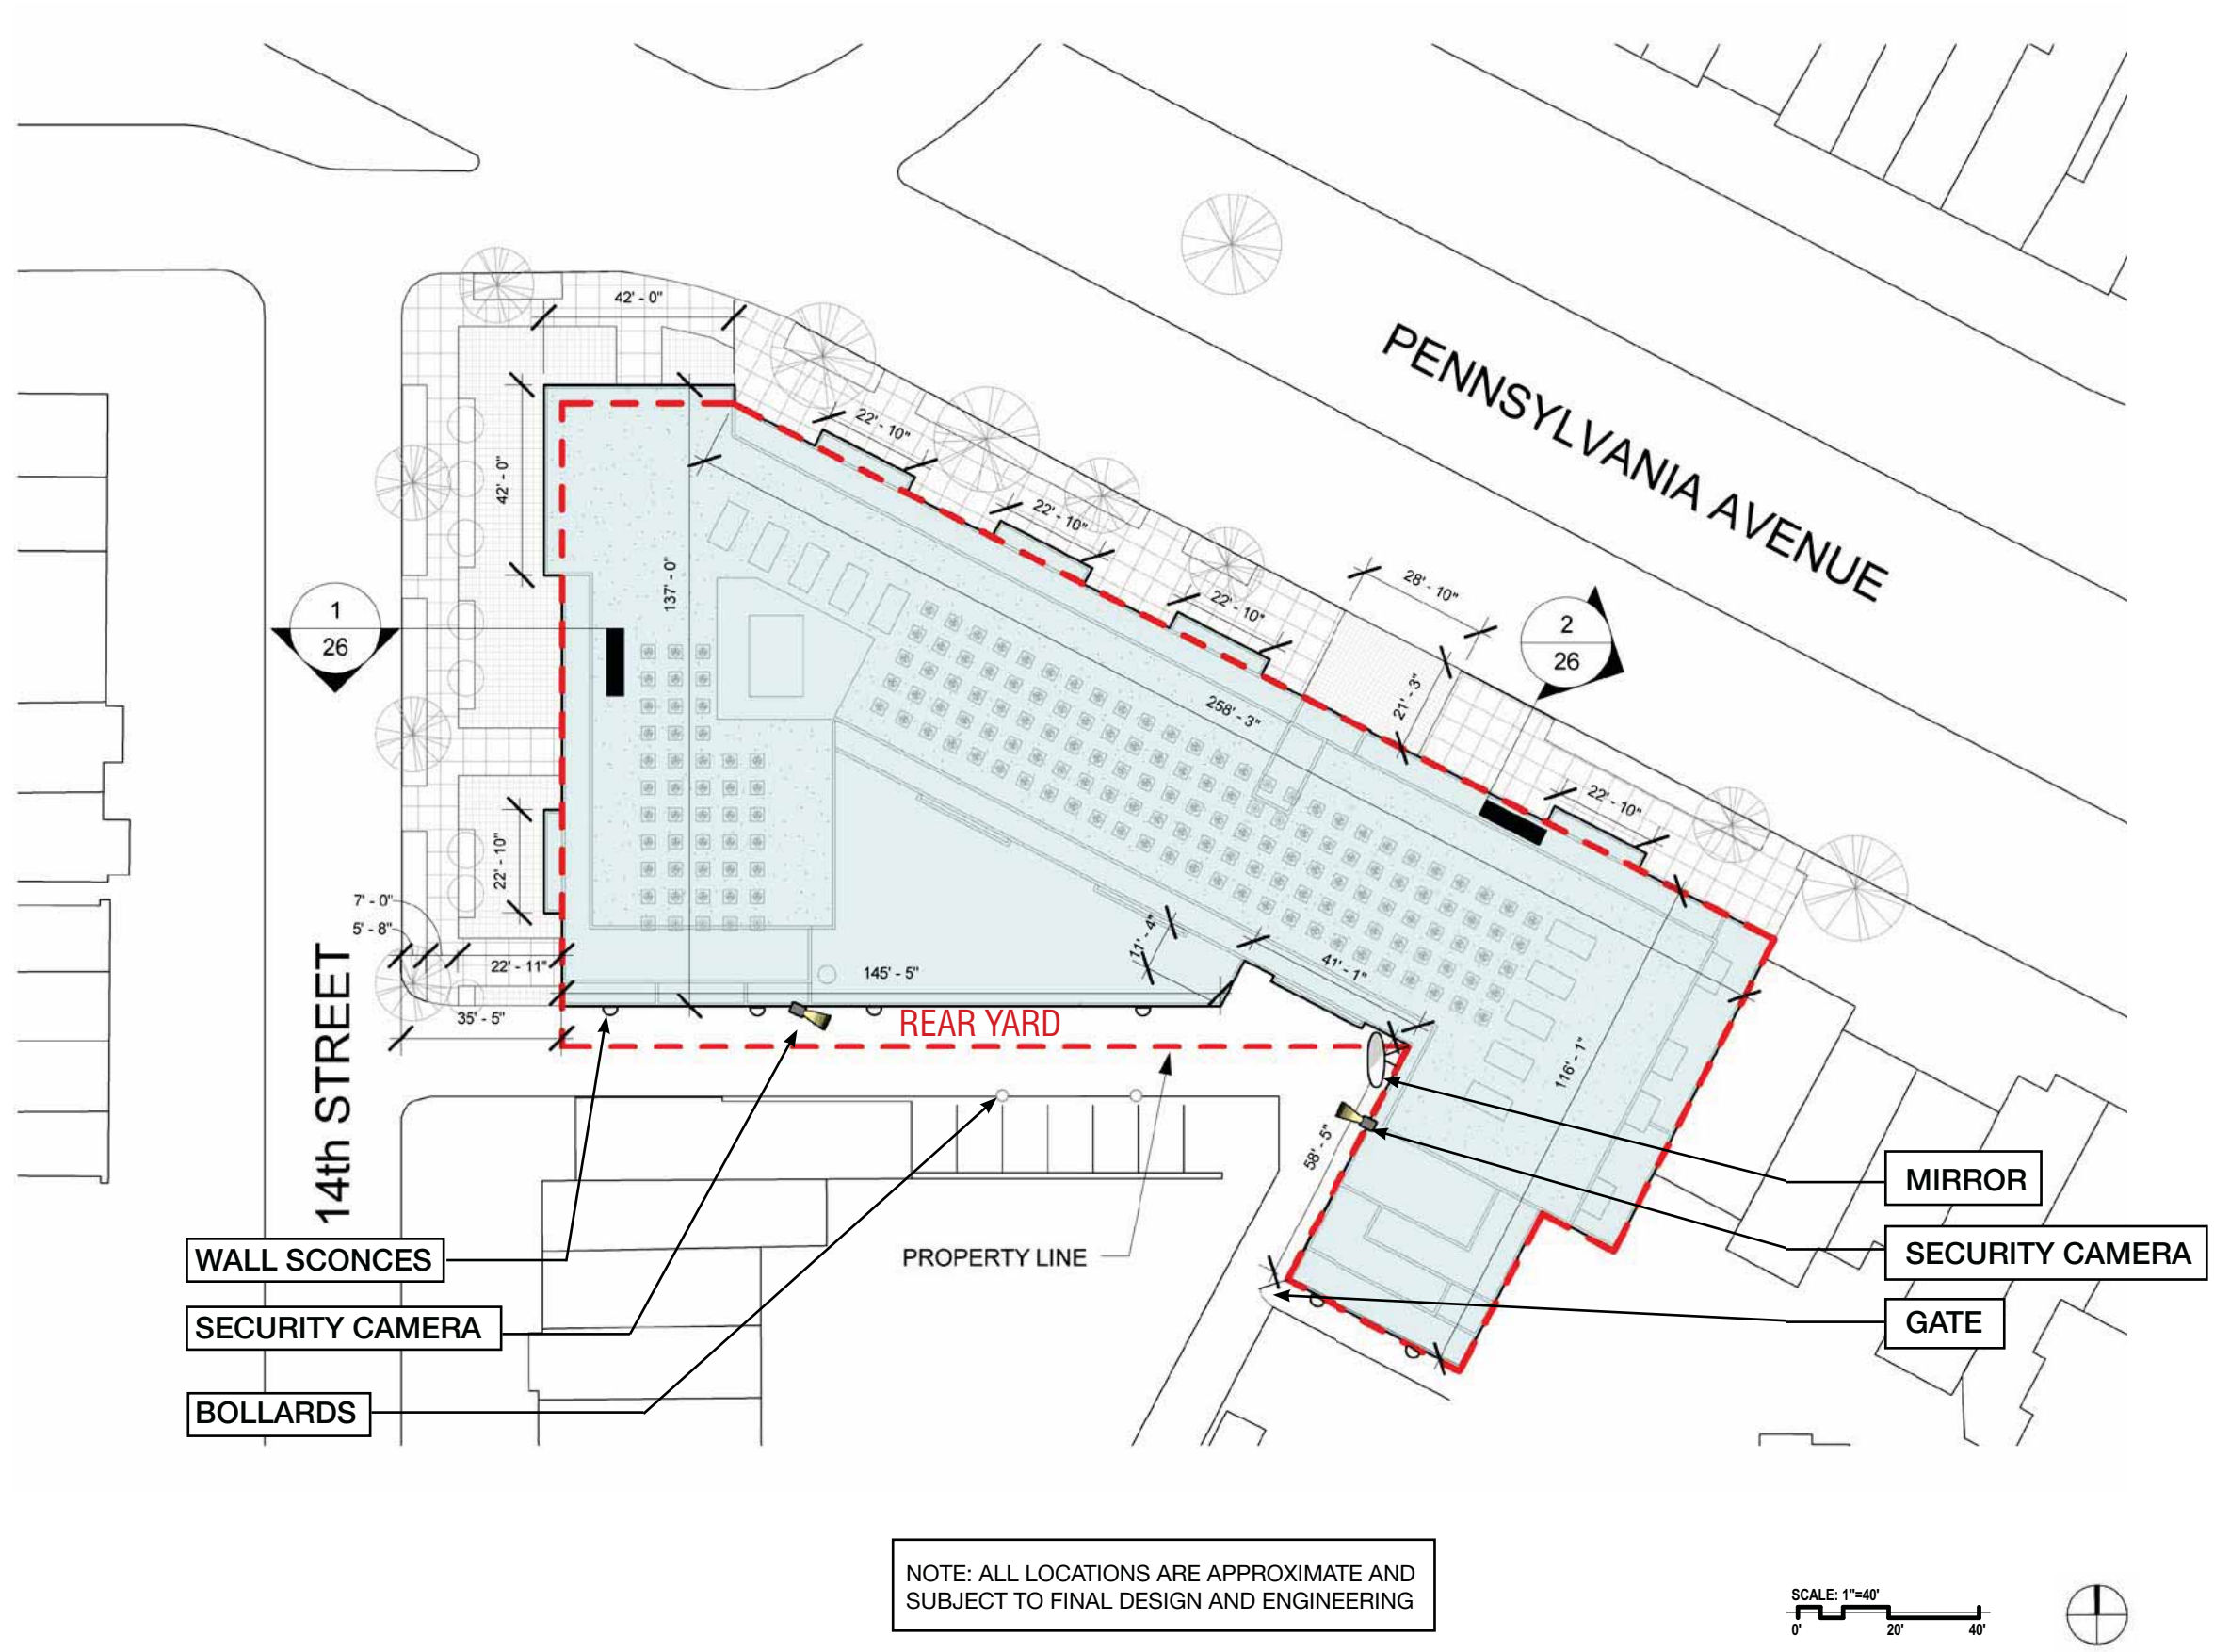 42' - 0"
PENNSYLVANIA AVENUE
22' - 10"
42' - 0"
22' - 10"
137' - 0"
28' - 10"
22' - 10"
1
26
2
26
21' - 3"
258' - 3"
22' - 10"
22' - 10"
7' - 0"
5' - 8"
11' - 4"
14th STREET
22' - 11"
145' - 5"
41' - 1"
35' - 5"
REAR YARD
116' - 1"
58' - 5"
MIRROR
WALL SCONCES
PROPERTY LINE
SECURITY CAMERA
SECURITY CAMERA
GATE
BOLLARDS
NOTE: ALL LOCATIONS ARE APPROXIMATE AND
SUBJECT TO FINAL DESIGN AND ENGINEERING
SCALE: 1"=40'
0' 20' 40'